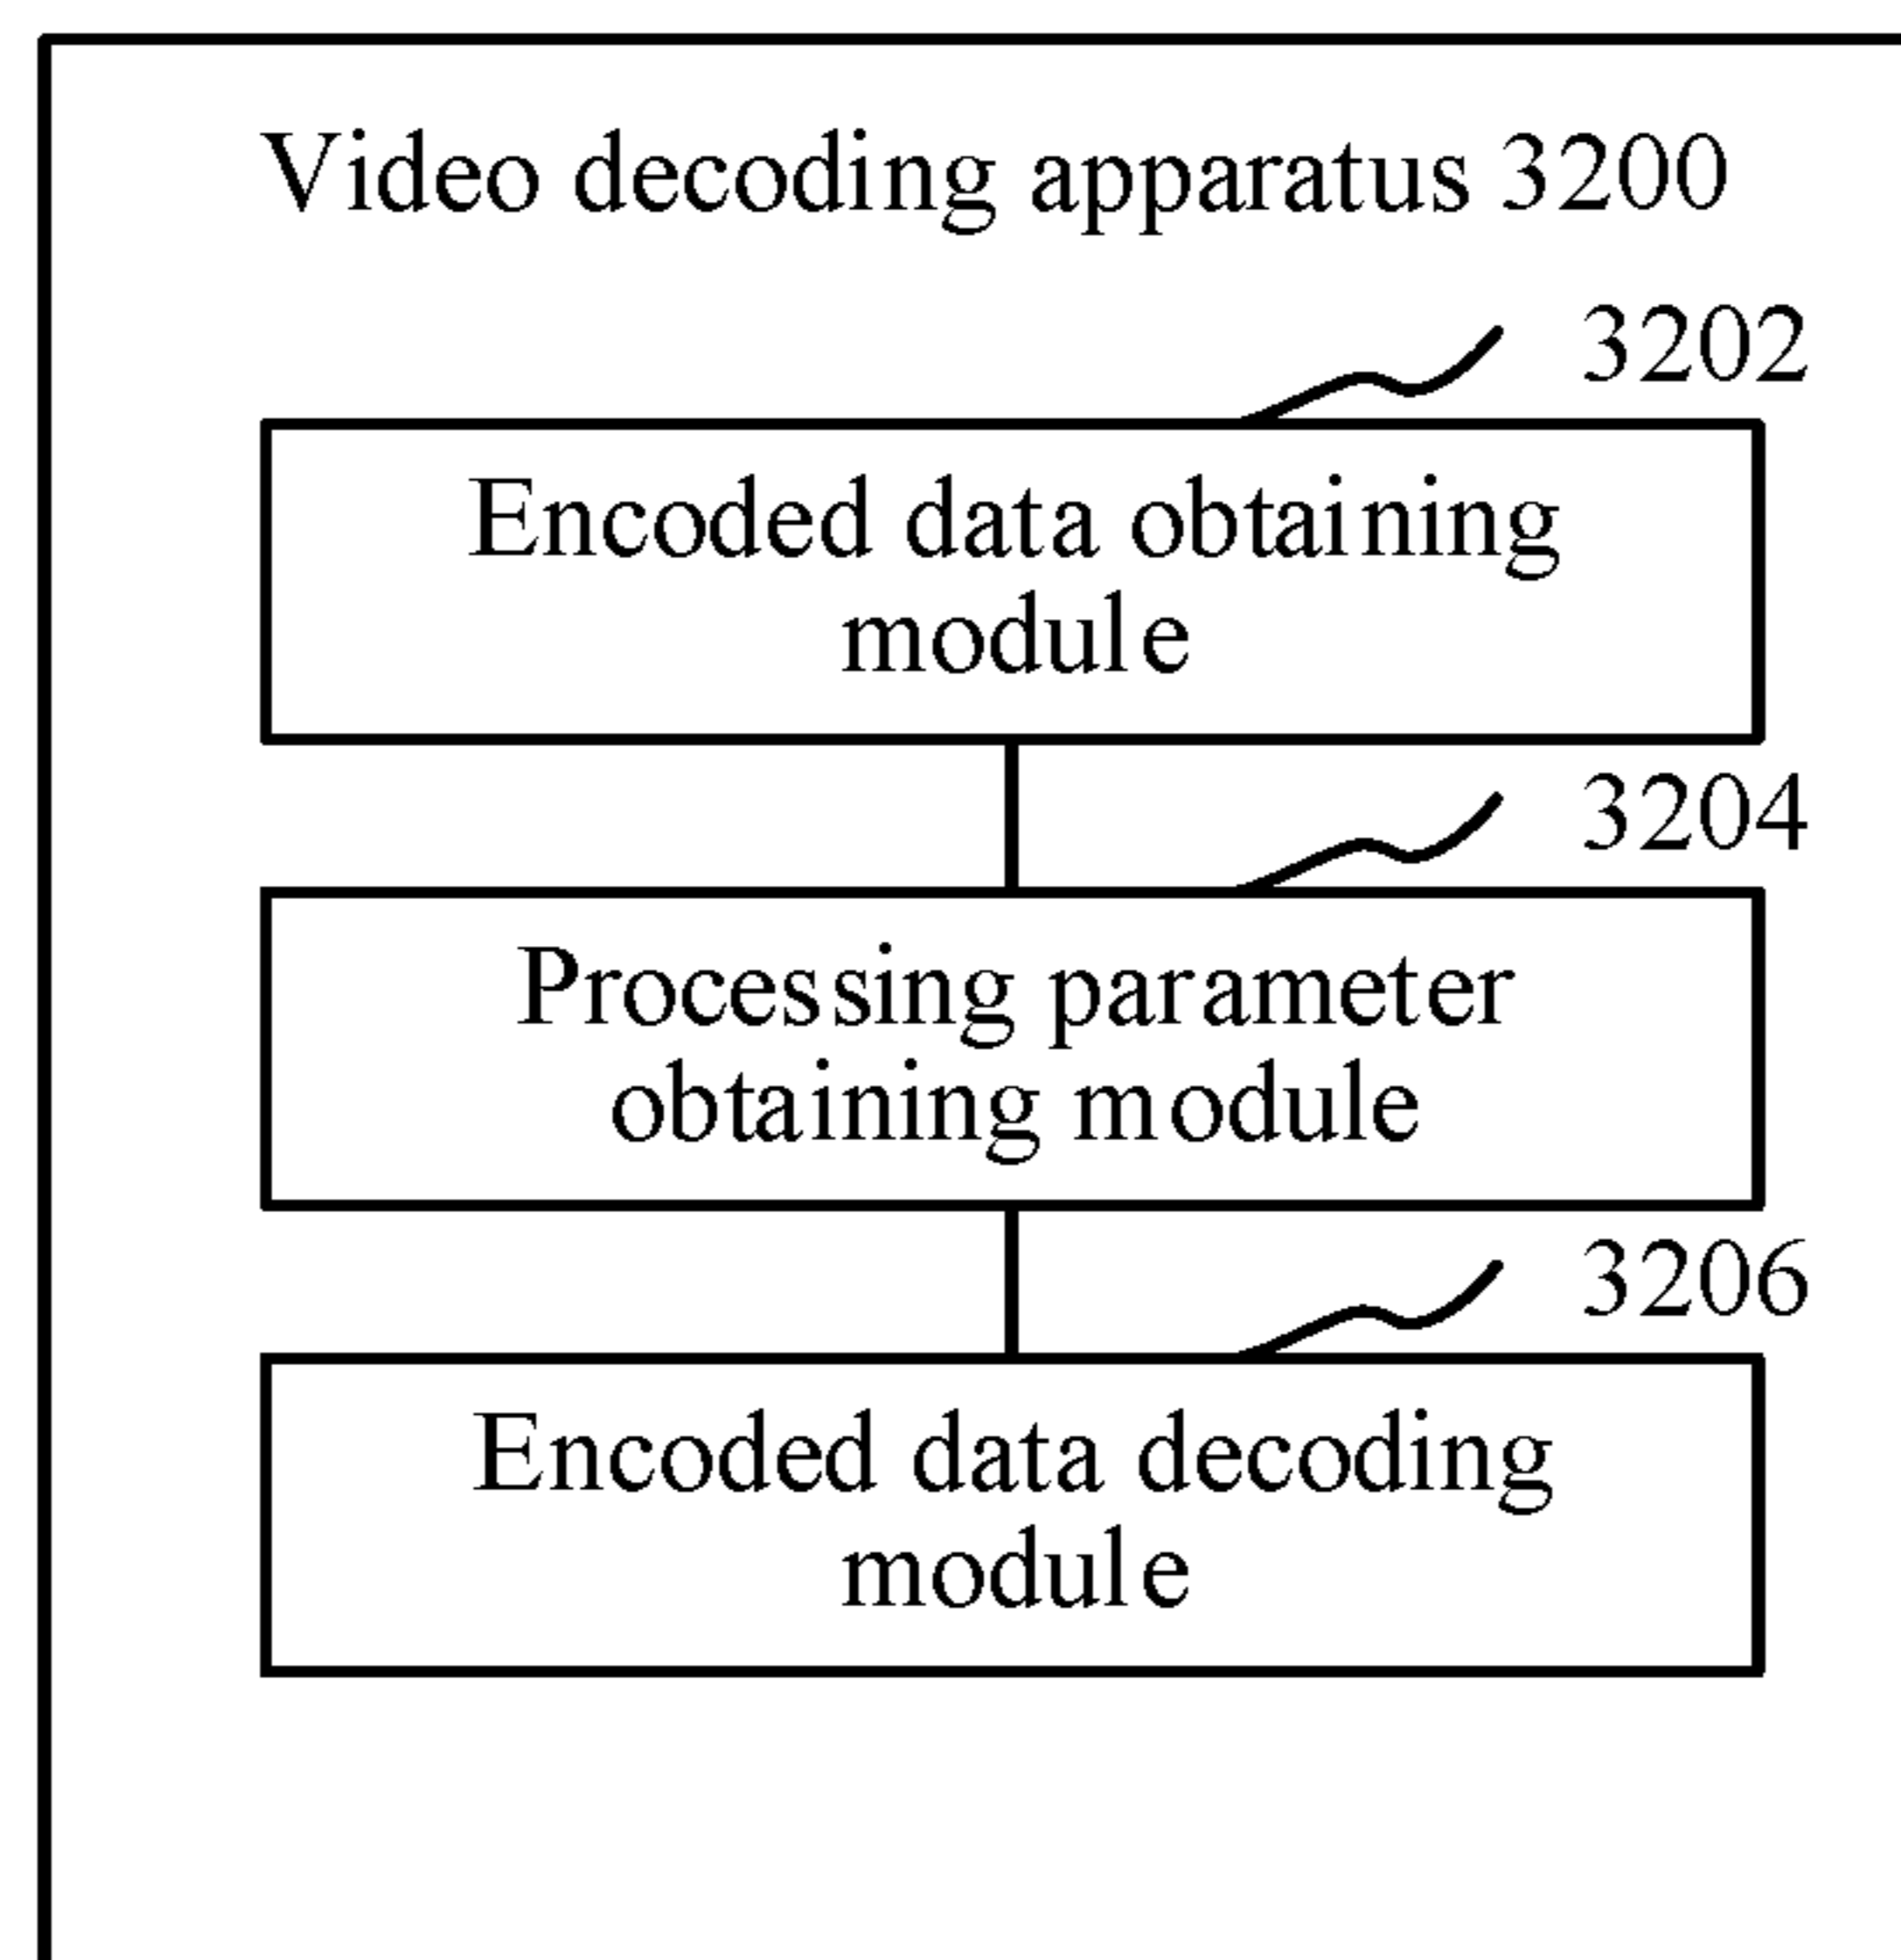 Video decoding apparatus 3200
3202
Encoded data obtaining
module
3204
Processing parameter
obtaining module
3206
Encoded data decoding
module